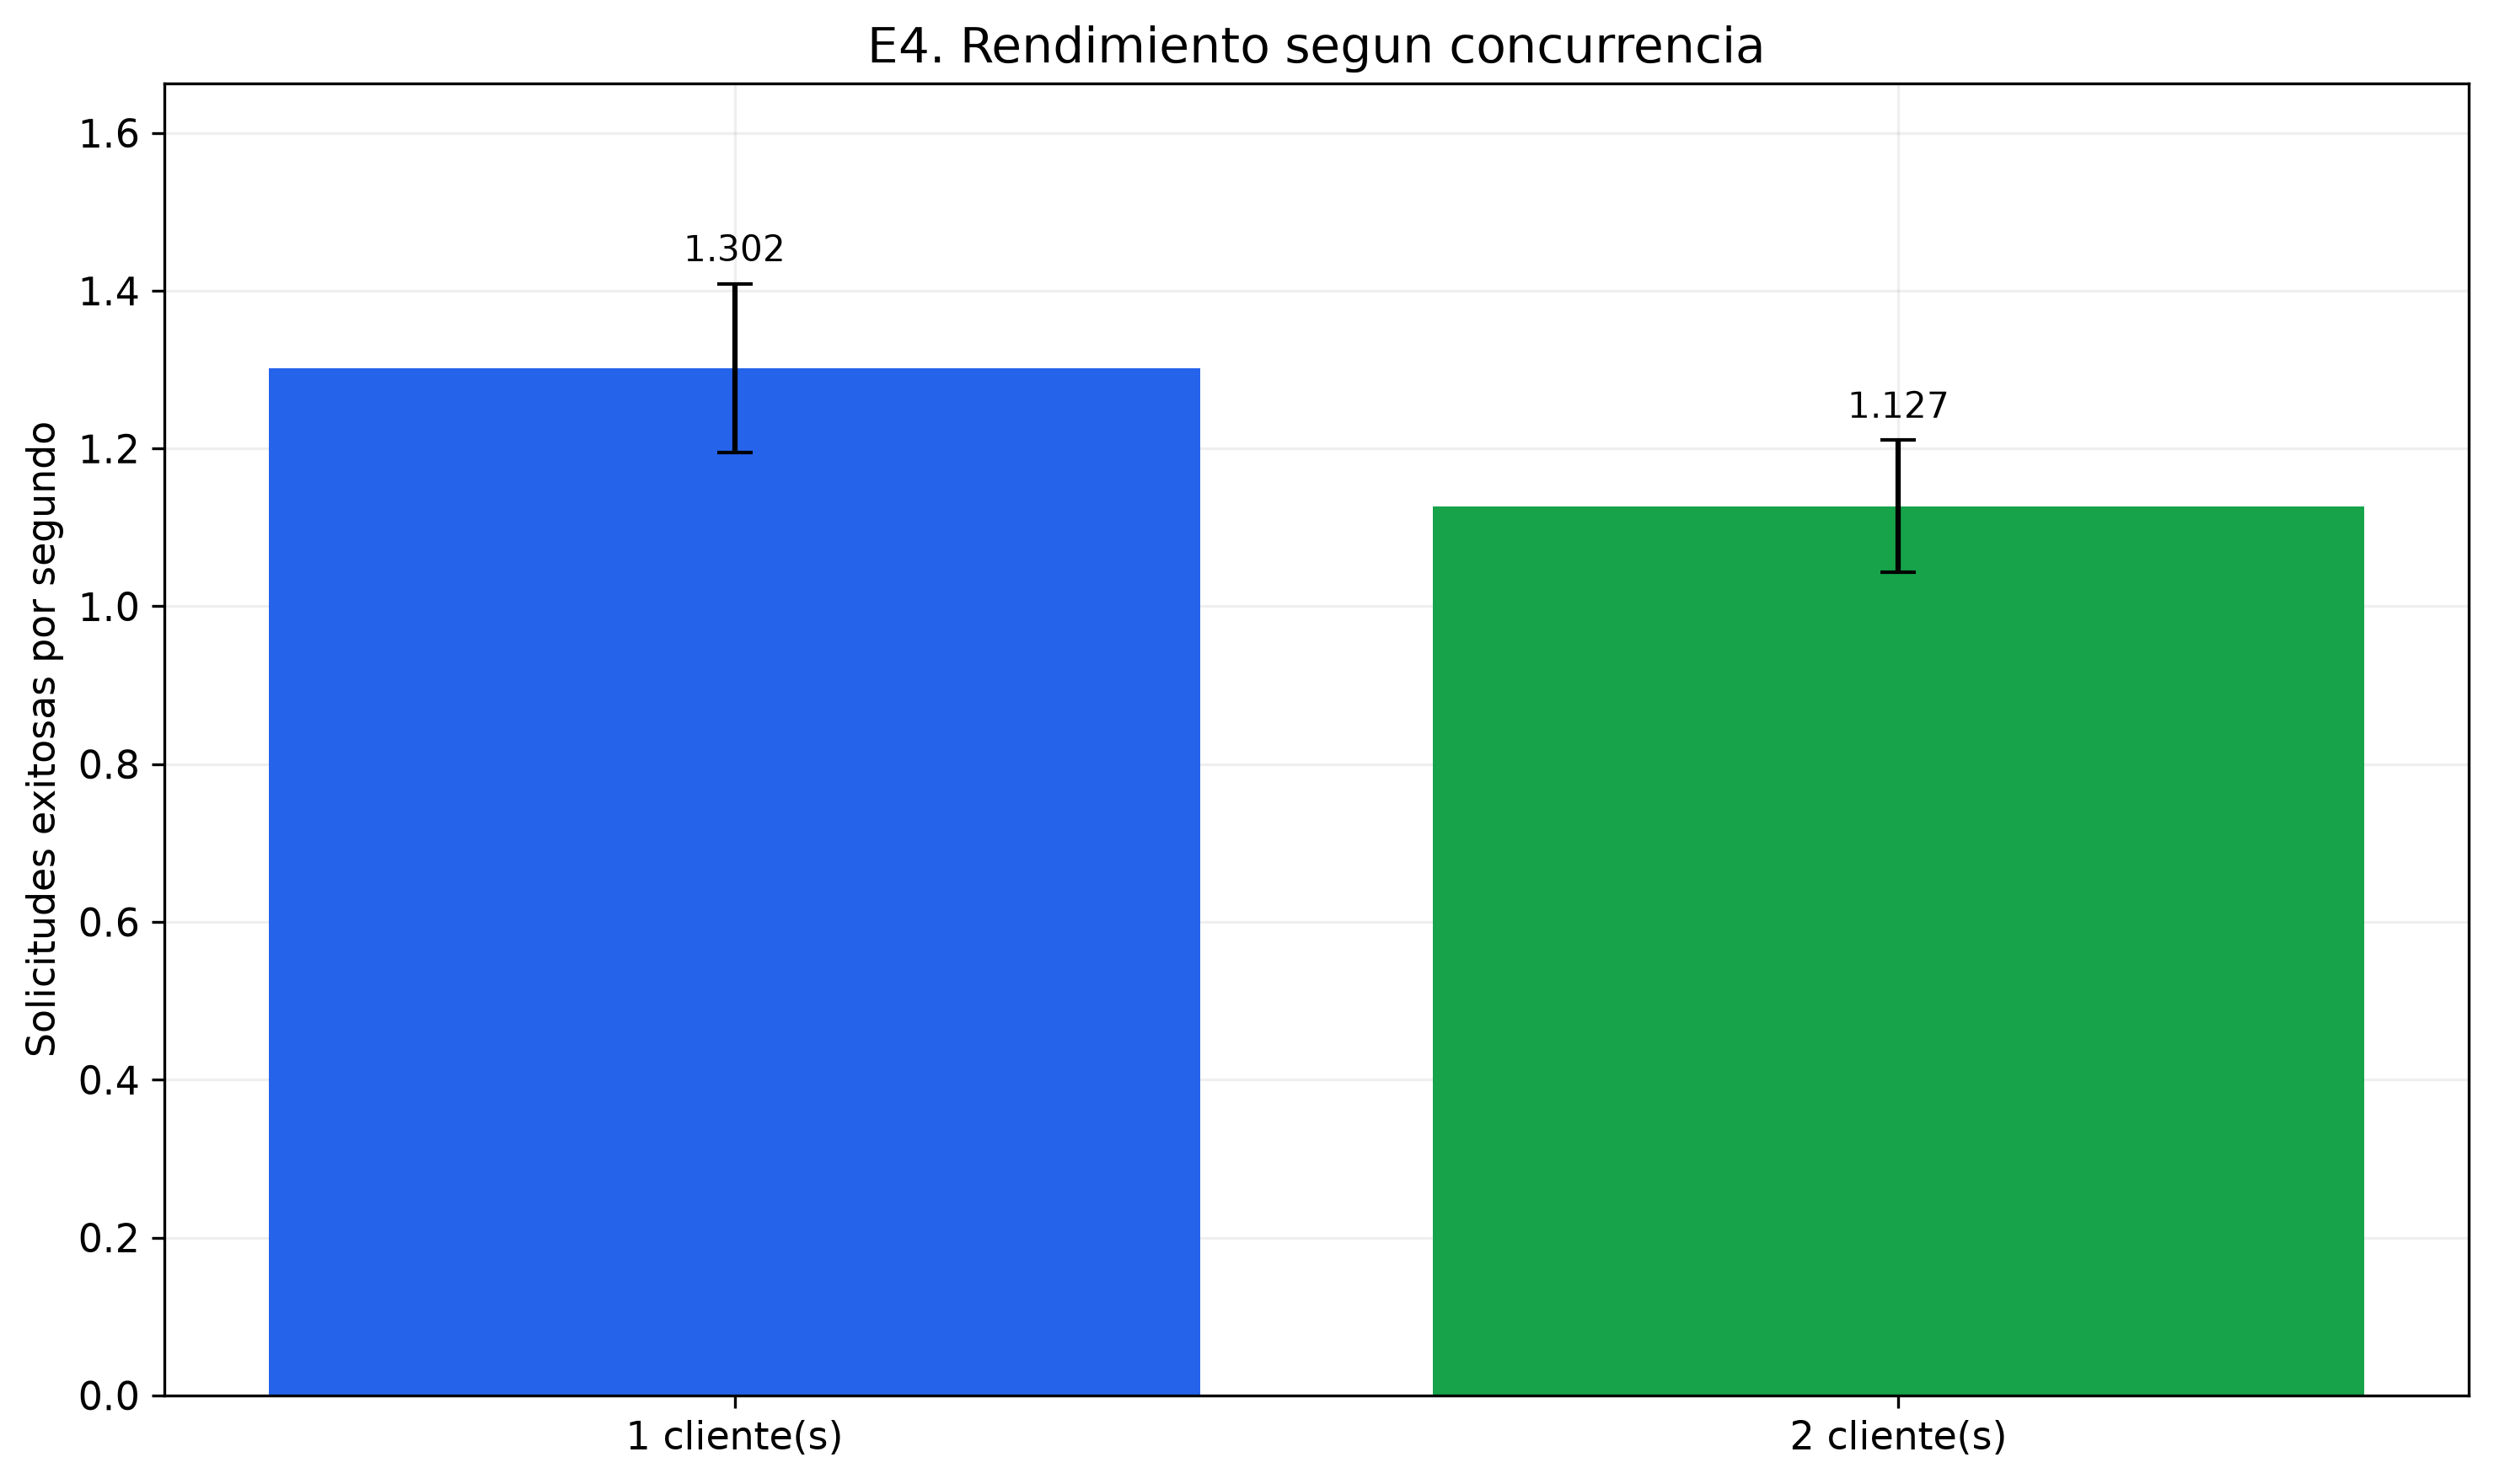 E4. Rendimiento segun concurrencia
Solicitudes exitosas por segundo
1.6
1.4
1.2
1.0
0.8
0.6
0.4
0.2
0.0
1.302
1.127
1 cliente(s)
2 cliente(s)